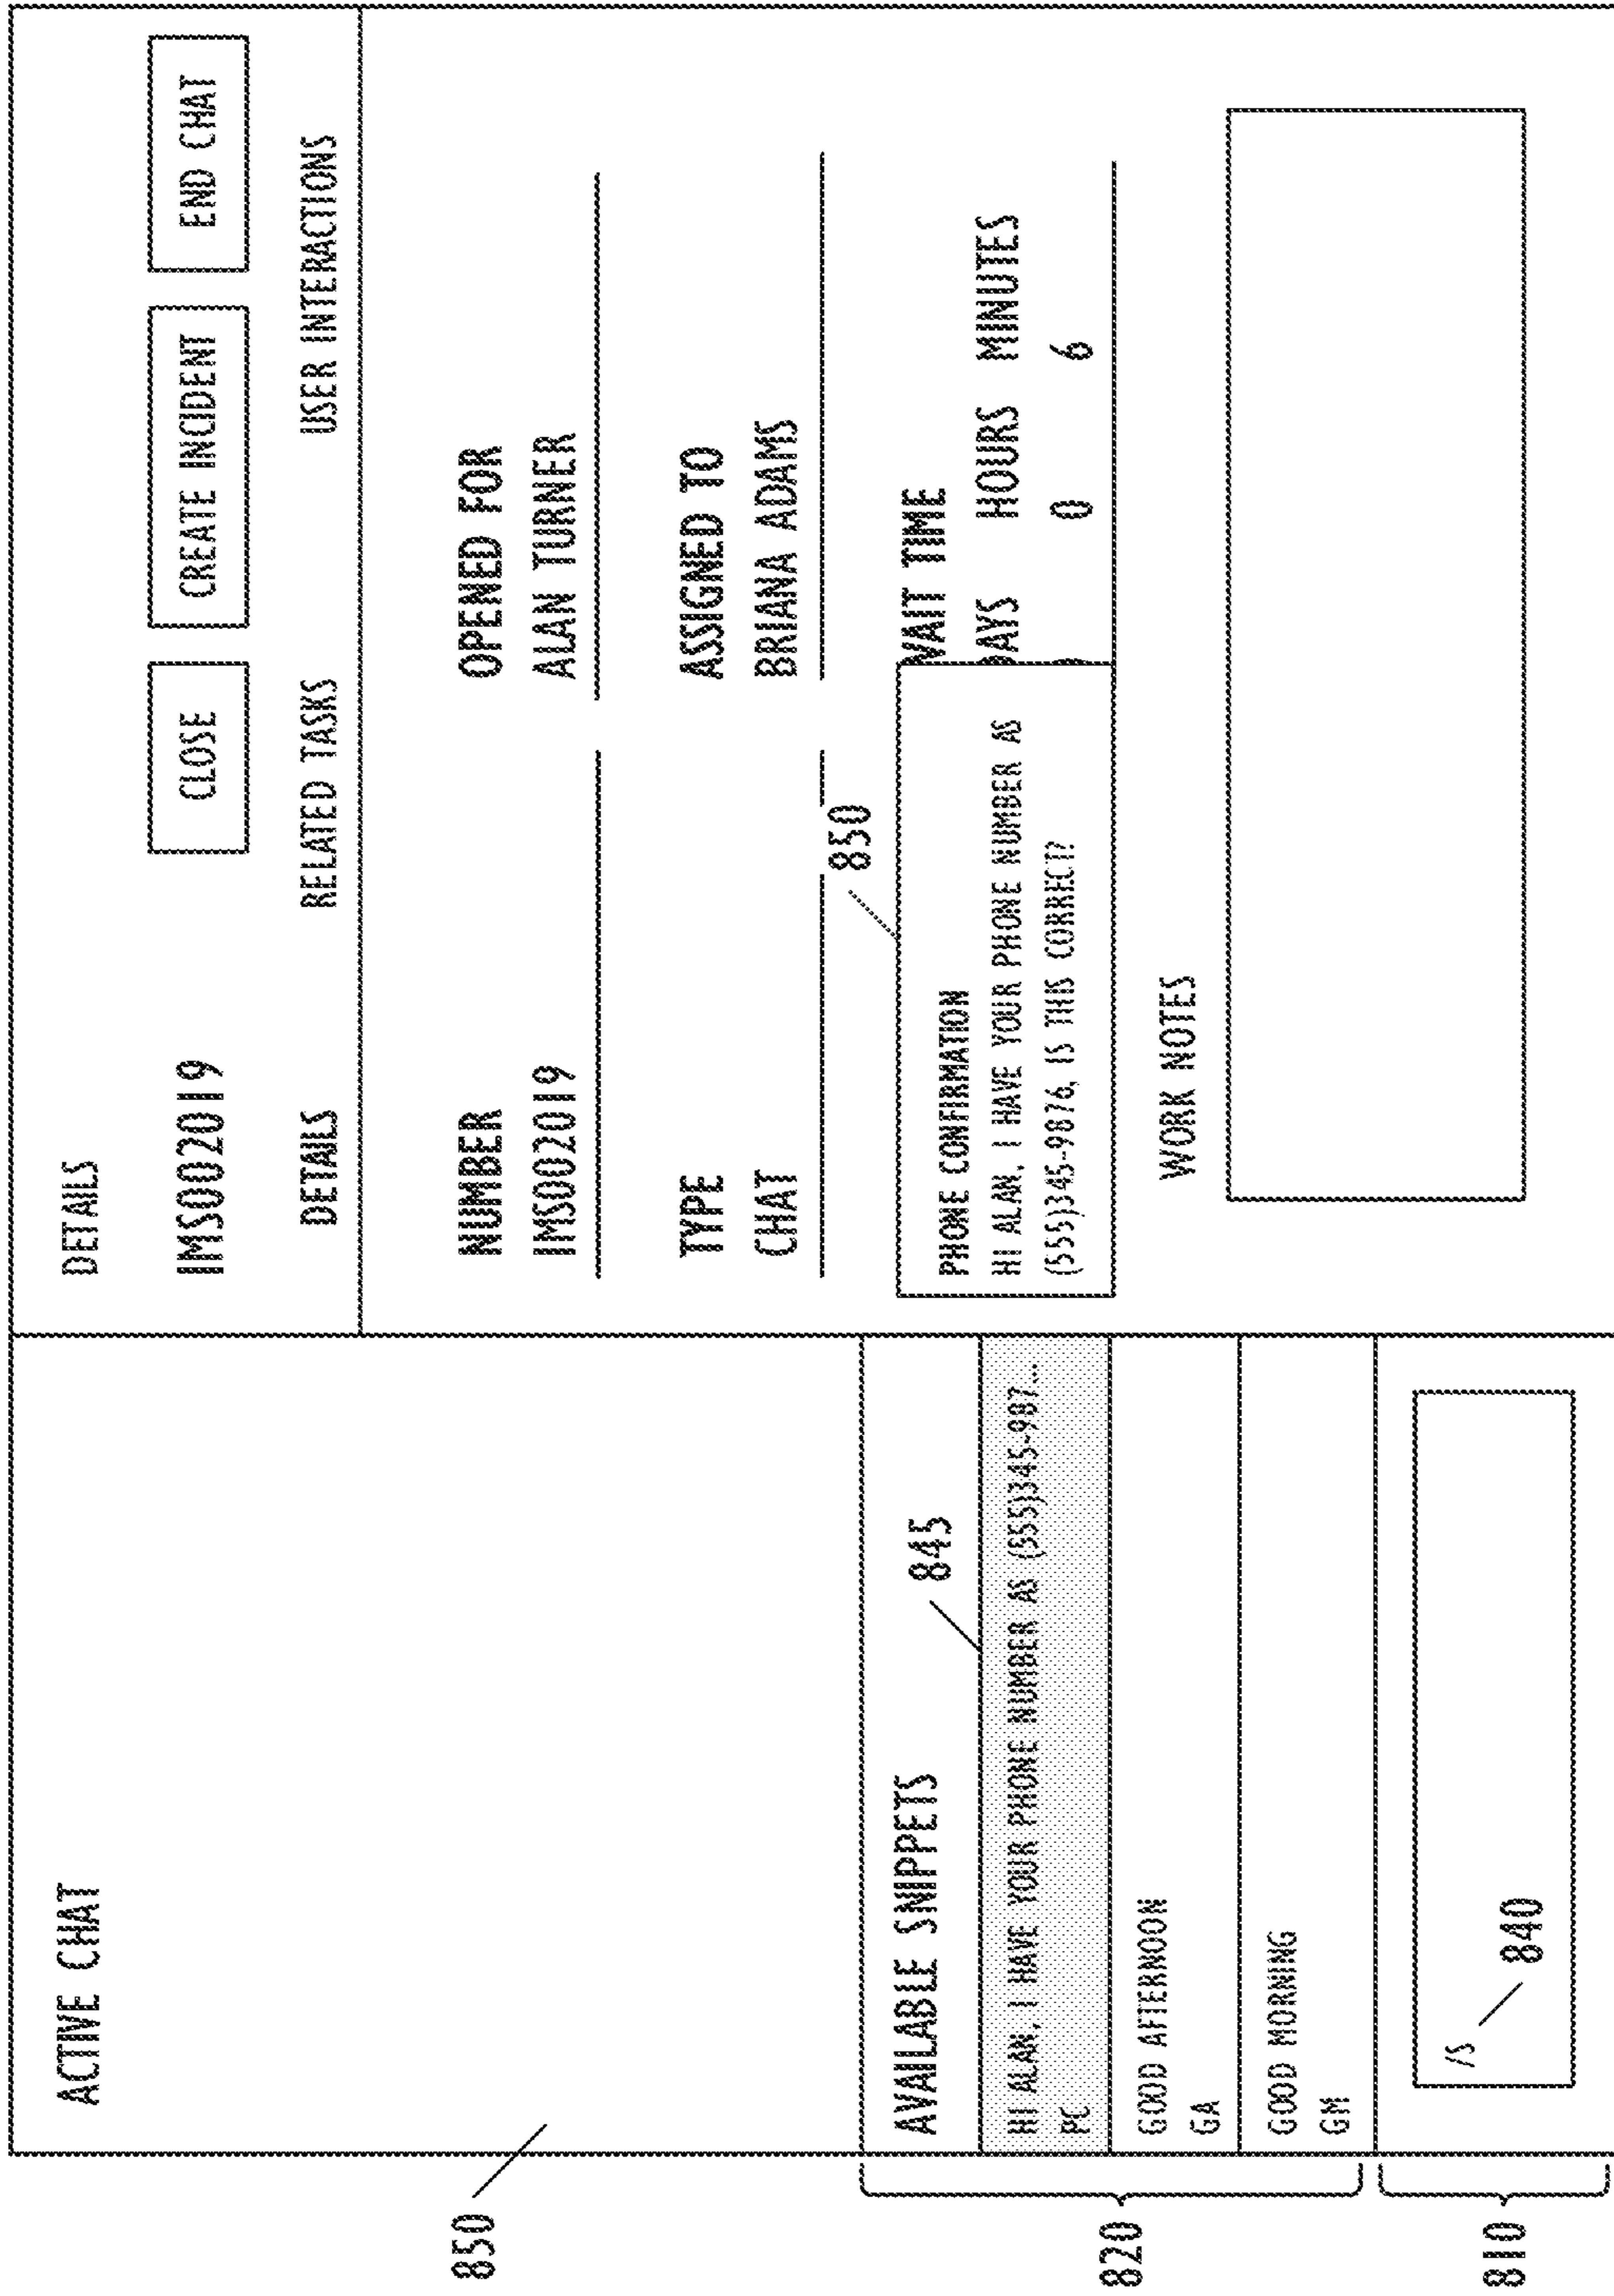 ACTIVE CHAT
850
AVAILABLE SNIPPETS
845
HI ALAN, I HAVE YOUR PHONE NUMBER AS (555)345-987...
PC
GOOD AFTERNOON
GA
GOOD MORNING
GM
820
/S
840
810
DETAILS
IMS002019
CLOSE
CREATE INCIDENT
END CHAT
DETAILS
RELATED TASKS
USER INTERACTIONS
NUMBER
IMS002019
OPENED FOR
ALAN TURNER
TYPE
CHAT
ASSIGNED TO
BRIANA ADAMS
850
PHONE CONFIRMATION
HI ALAN, I HAVE YOUR PHONE NUMBER AS
(555)345-9876, IS THIS CORRECT?
WAIT TIME
DAYS HOURS MINUTES
0 6
WORK NOTES